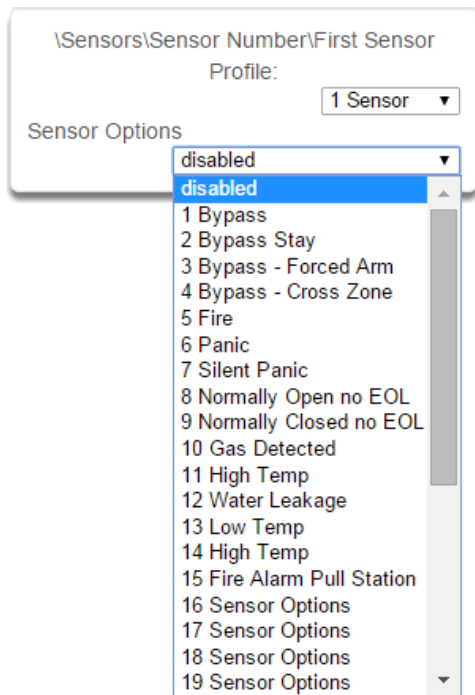 \Sensors\Sensor Number\First Sensor
Profile:
1 Sensor
Sensor Options
disabled
disabled
1 Bypass
2 Bypass Stay
3 Bypass - Forced Arm
4 Bypass - Cross Zone
5 Fire
6 Panic
7 Silent Panic
8 Normally Open no EOL
9 Normally Closed no EOL
10 Gas Detected
11 High Temp
12 Water Leakage
13 Low Temp
14 High Temp
15 Fire Alarm Pull Station
16 Sensor Options
17 Sensor Options
18 Sensor Options
19 Sensor Options